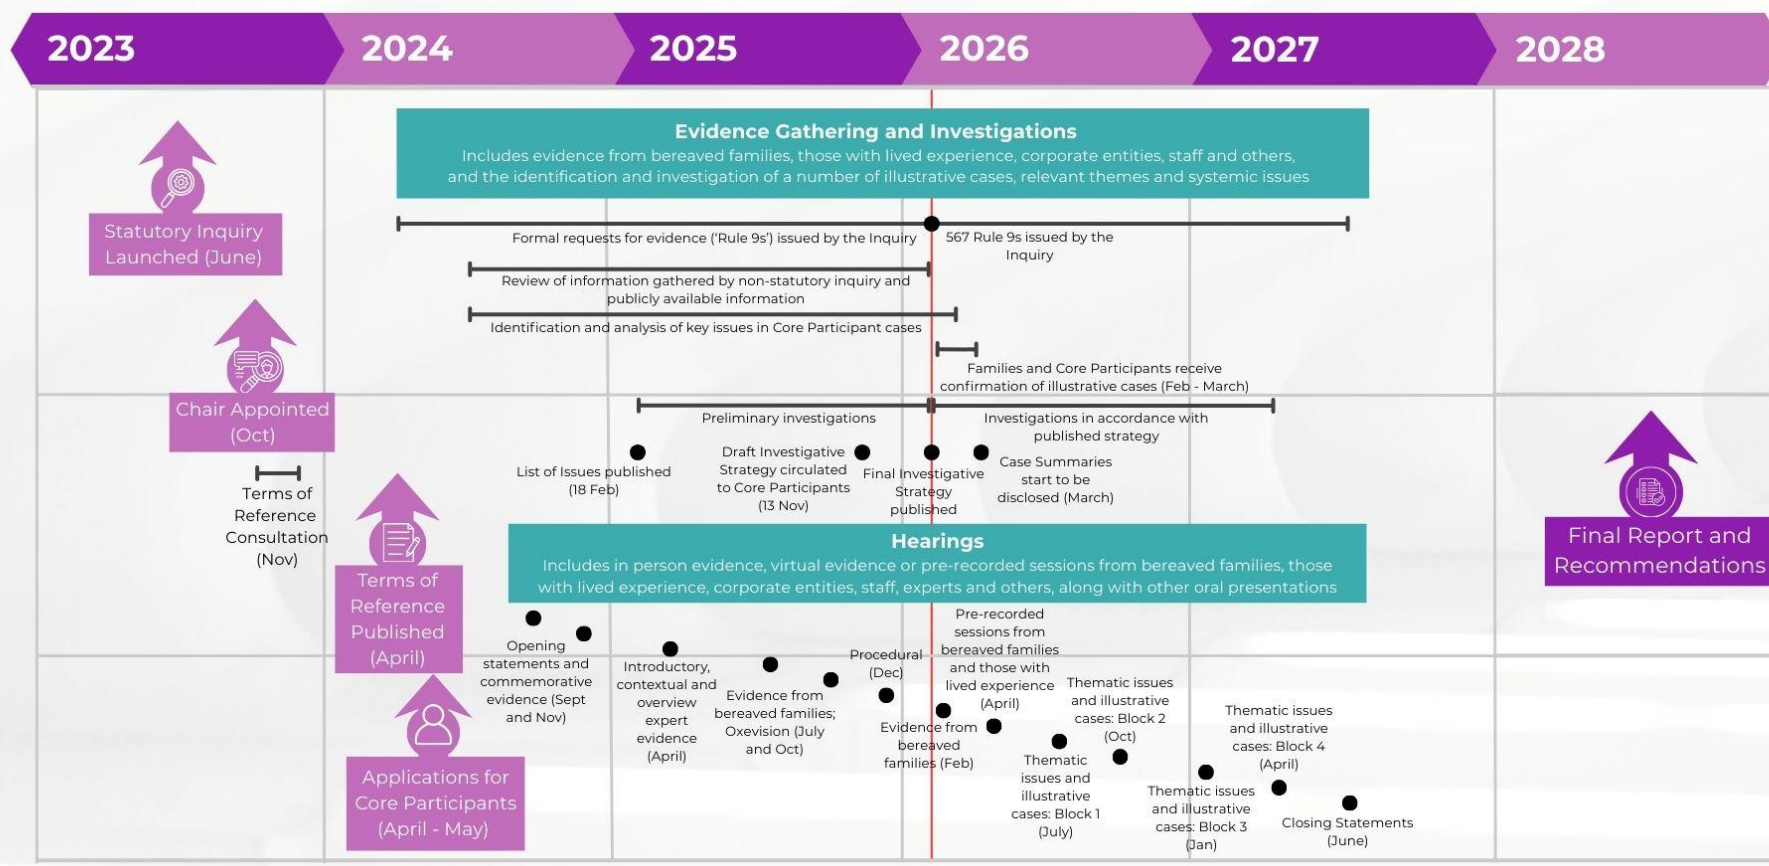 2023
2024
2025
2026
2027
2028
Evidence Gathering and Investigations
Includes evidence from bereaved families, those with lived experience, corporate entities, staff and others,
and the identification and investigation of a number of illustrative cases, relevant themes and systemic issues
Statutory Inquiry
Launched (June)
Formal requests for evidence (‘Rule 9s’) issued by the Inquiry
567 Rule 9s issued by the
Inquiry
Review of information gathered by non-statutory inquiry and
publicly available information
Identification and analysis of key issues in Core Participant cases
Families and Core Participants receive
confirmation of illustrative cases (Feb - March)
Chair Appointed
(Oct)
Preliminary investigations
Investigations in accordance with
published strategy
Terms of
Reference
Consultation
(Nov)
List of Issues published
(18 Feb)
Draft Investigative
Strategy circulated
to Core Participants
(13 Nov)
Final Investigative
Strategy
published
Case Summaries
start to be
disclosed (March)
Final Report and
Recommendations
Hearings
Includes in person evidence, virtual evidence or pre-recorded sessions from bereaved families, those
with lived experience, corporate entities, staff, experts and others, along with other oral presentations
Terms of
Reference
Published
(April)
Opening
statements and
commemorative
evidence (Sept
and Nov)
Introductory,
contextual and
overview
expert
evidence
(April)
Evidence from
bereaved families;
Oxevision (July
and Oct)
Procedural
(Dec)
Evidence from
bereaved
families (Feb)
Pre-recorded
sessions from
bereaved families
and those with
lived experience
(April)
Thematic
issues and
illustrative
cases: Block 1
(July)
Thematic issues
and illustrative
cases: Block 2
(Oct)
Thematic issues
and illustrative
cases: Block 3
(Jan)
Thematic issues
and illustrative
cases: Block 4
(April)
Closing Statements
(June)
Applications for
Core Participants
(April - May)